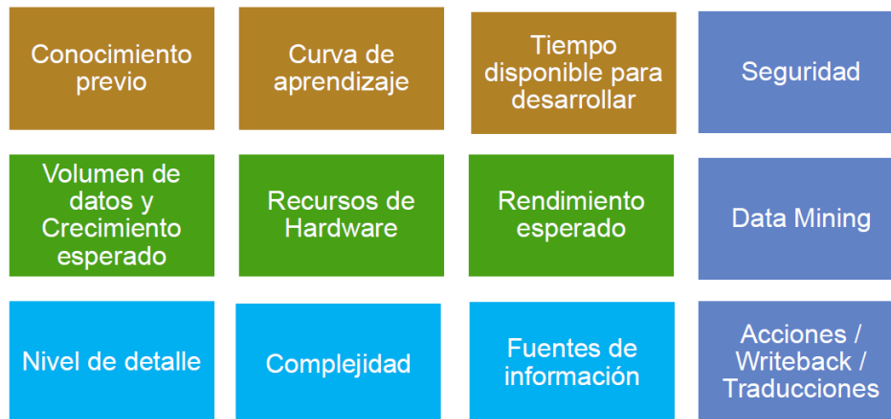 Conocimiento
previo
Curva de
aprendizaje
Tiempo
disponible para
desarrollar
Seguridad
Volumen de
datos y
Crecimiento
esperado
Recursos de
Hardware
Rendimiento
esperado
Data Mining
Nivel de detalle
Complejidad
Fuentes de
información
Acciones /
Writeback /
Traducciones